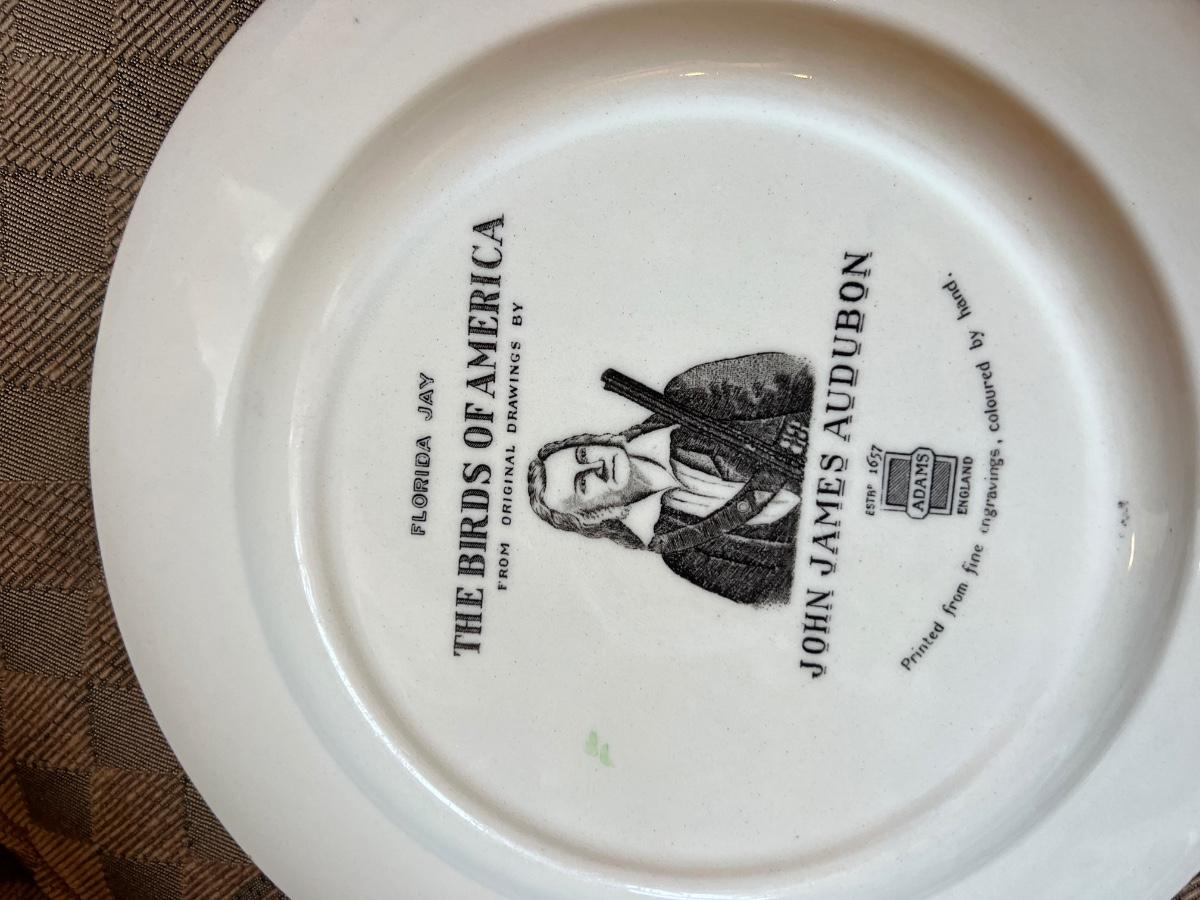 FLORIDA JAY
THE BIRDS OF AMERICA
FROM ORIGINAL DRAWINGS BY
JOHN JAMES AUDUBON
ESTBD 1657
ADAMS
ENGLAND
Printed from fine engravings, coloured by hand.